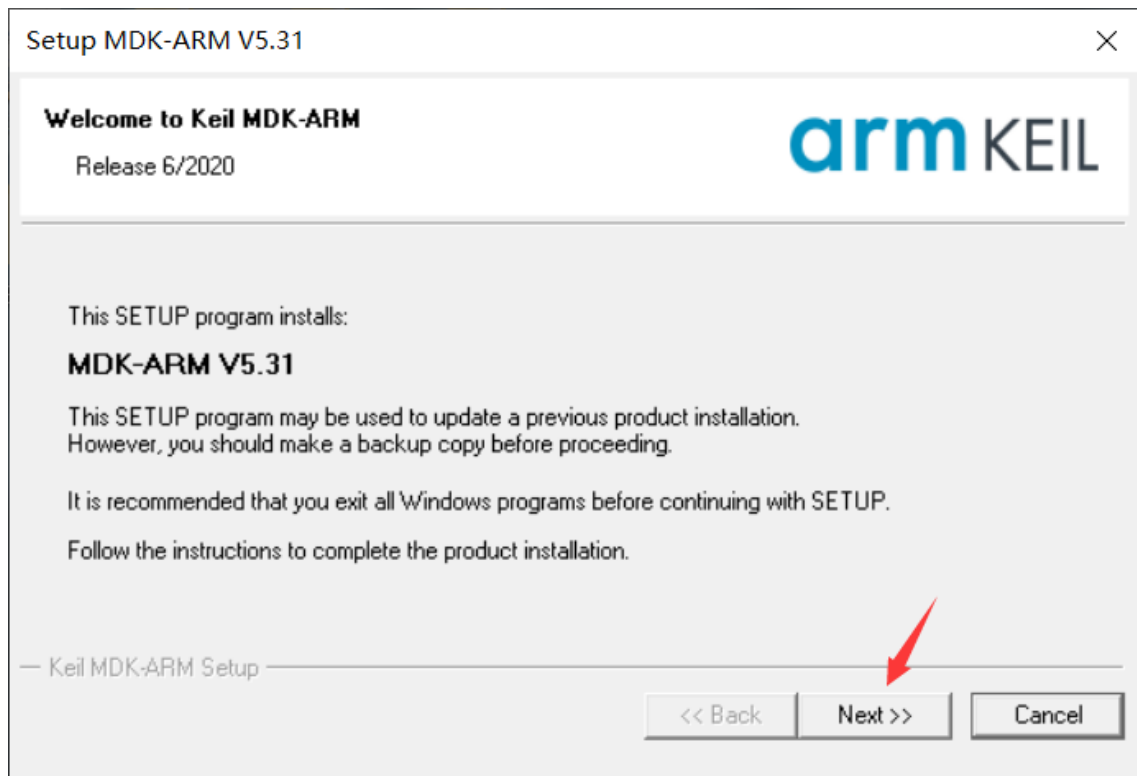 Setup MDK-ARM V5.31
Welcome to Keil MDK-ARM
Release 6/2020
arm KEIL
This SETUP program installs:
MDK-ARM V5.31
This SETUP program may be used to update a previous product installation.
However, you should make a backup copy before proceeding.
It is recommended that you exit all Windows programs before continuing with SETUP.
Follow the instructions to complete the product installation.
Keil MDK-ARM Setup
<< Back
Next >>
Cancel